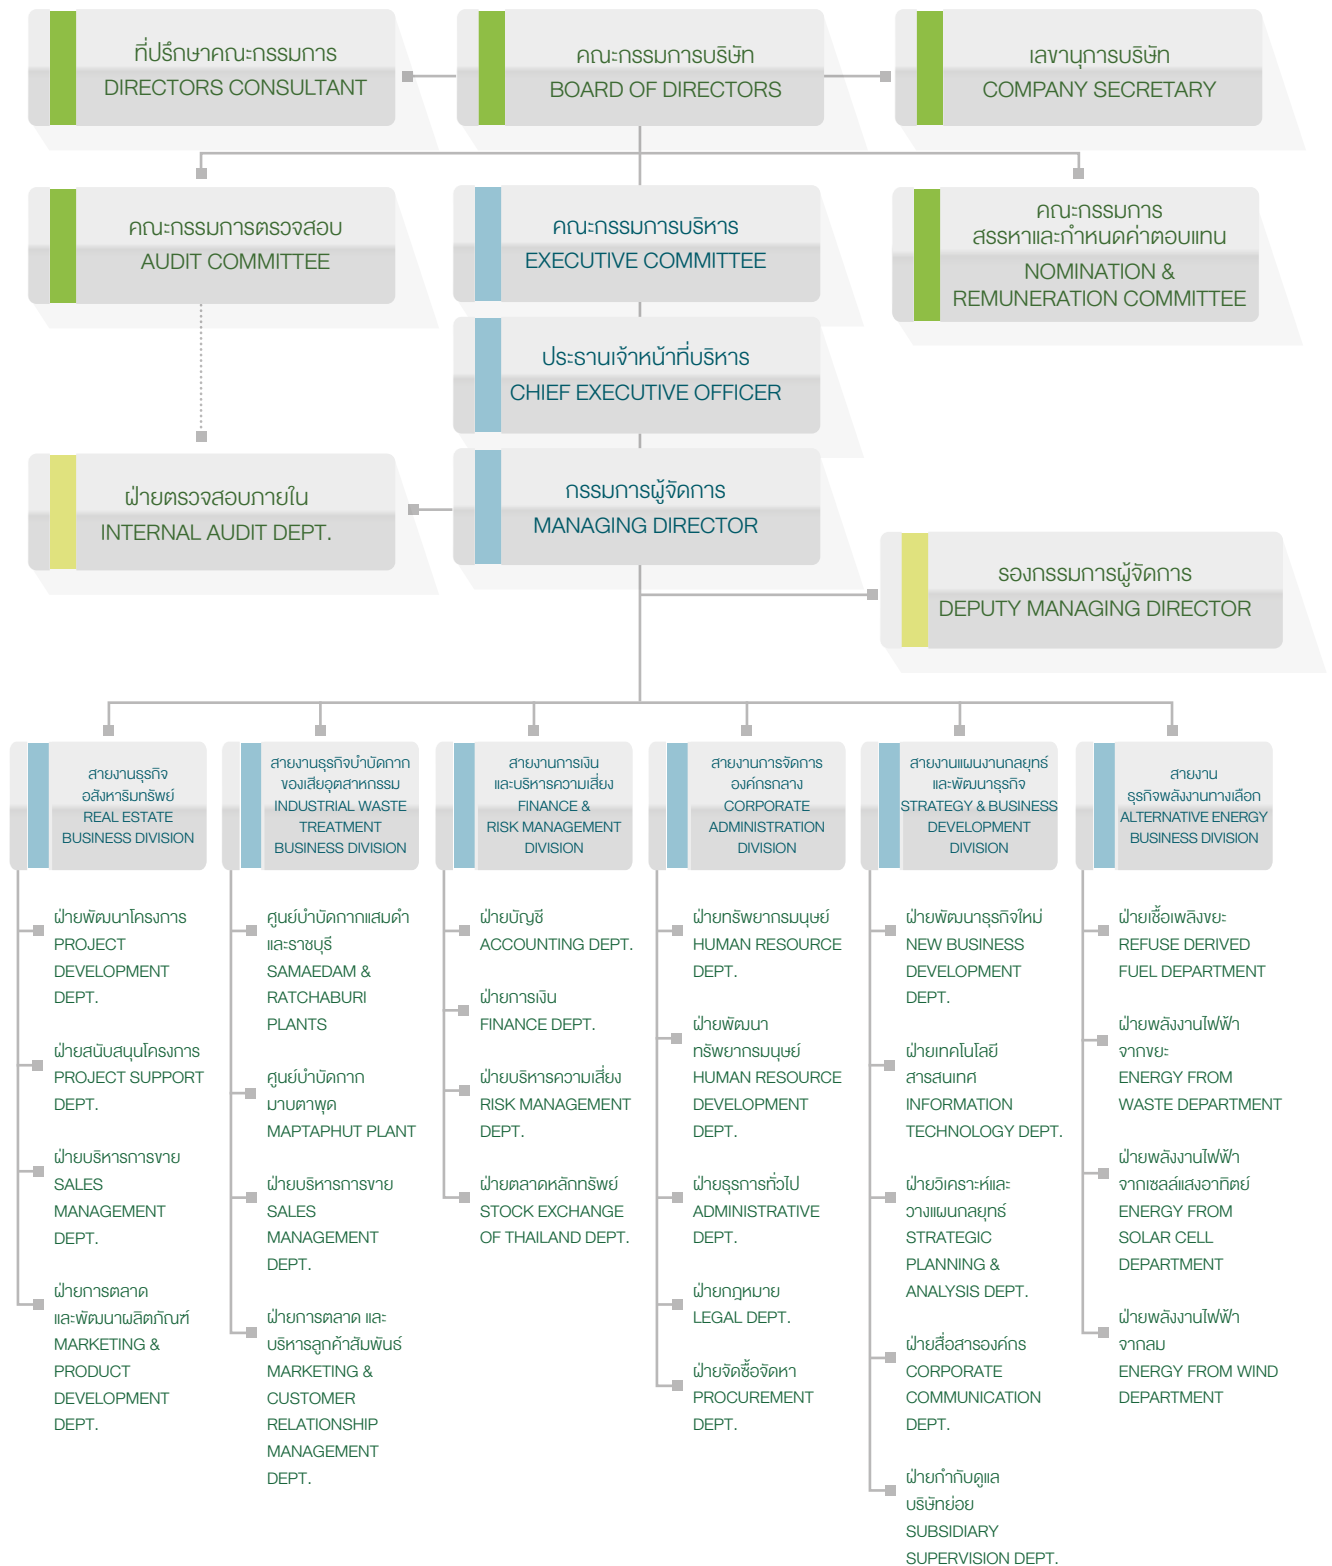 ที่ปรึกษาคณะกรรมการ
DIRECTORS CONSULTANT
คณะกรรมการบริษัท
BOARD OF DIRECTORS
เลขานุการบริษัท
COMPANY SECRETARY
คณะกรรมการตรวจสอบ
AUDIT COMMITTEE
คณะกรรมการบริหาร
EXECUTIVE COMMITTEE
คณะกรรมการ
สรรหาและกำหนดค่าตอบแทน
NOMINATION &
REMUNERATION COMMITTEE
ประธานเจ้าหน้าที่บริหาร
CHIEF EXECUTIVE OFFICER
ฝ่ายตรวจสอบภายใน
INTERNAL AUDIT DEPT.
กรรมการผู้จัดการ
MANAGING DIRECTOR
รองกรรมการผู้จัดการ
DEPUTY MANAGING DIRECTOR
สายงานธุรกิจ
อสังหาริมทรัพย์
REAL ESTATE
BUSINESS DIVISION
ฝ่ายพัฒนาโครงการ
PROJECT
DEVELOPMENT
DEPT.
ฝ่ายสนับสนุนโครงการ
PROJECT SUPPORT
DEPT.
ฝ่ายบริหารการขาย
SALES
MANAGEMENT
DEPT.
ฝ่ายการตลาด
และพัฒนาผลิตภัณฑ์
MARKETING &
PRODUCT
DEVELOPMENT
DEPT.
สายงานธุรกิจบำบัดกาก
ของเสียอุตสาหกรรม
INDUSTRIAL WASTE
TREATMENT
BUSINESS DIVISION
ศูนย์บำบัดกากแสมดำ
และราชบุรี
SAMAEDAM &
RATCHABURI
PLANTS
ศูนย์บำบัดกาก
มาบตาพุด
MAPTAPHUT PLANT
ฝ่ายบริหารการขาย
SALES
MANAGEMENT
DEPT.
ฝ่ายการตลาด และ
บริหารลูกค้าสัมพันธ์
MARKETING &
CUSTOMER
RELATIONSHIP
MANAGEMENT
DEPT.
สายงานการเงิน
และบริหารความเสี่ยง
FINANCE &
RISK MANAGEMENT
DIVISION
ฝ่ายบัญชี
ACCOUNTING DEPT.
ฝ่ายการเงิน
FINANCE DEPT.
ฝ่ายบริหารความเสี่ยง
RISK MANAGEMENT
DEPT.
ฝ่ายตลาดหลักทรัพย์
STOCK EXCHANGE
OF THAILAND DEPT.
สายงานการจัดการ
องค์กรกลาง
CORPORATE
ADMINISTRATION
DIVISION
ฝ่ายทรัพยากรมนุษย์
HUMAN RESOURCE
DEPT.
ฝ่ายพัฒนา
ทรัพยากรมนุษย์
HUMAN RESOURCE
DEVELOPMENT
DEPT.
ฝ่ายธุรการทั่วไป
ADMINISTRATIVE
DEPT.
ฝ่ายกฎหมาย
LEGAL DEPT.
ฝ่ายจัดซื้อจัดหา
PROCUREMENT
DEPT.
สายงานแผนงานกลยุทธ์
และพัฒนาธุรกิจ
STRATEGY & BUSINESS
DEVELOPMENT
DIVISION
ฝ่ายพัฒนาธุรกิจใหม่
NEW BUSINESS
DEVELOPMENT
DEPT.
ฝ่ายเทคโนโลยี
สารสนเทศ
INFORMATION
TECHNOLOGY DEPT.
ฝ่ายวิเคราะห์และ
วางแผนกลยุทธ์
STRATEGIC
PLANNING &
ANALYSIS DEPT.
ฝ่ายสื่อสารองค์กร
CORPORATE
COMMUNICATION
DEPT.
ฝ่ายกำกับดูแล
บริษัทย่อย
SUBSIDIARY
SUPERVISION DEPT.
สายงาน
ธุรกิจพลังงานทางเลือก
ALTERNATIVE ENERGY
BUSINESS DIVISION
ฝ่ายเชื้อเพลิงขยะ
REFUSE DERIVED
FUEL DEPARTMENT
ฝ่ายพลังงานไฟฟ้า
จากขยะ
ENERGY FROM
WASTE DEPARTMENT
ฝ่ายพลังงานไฟฟ้า
จากเซลล์แสงอาทิตย์
ENERGY FROM
SOLAR CELL
DEPARTMENT
ฝ่ายพลังงานไฟฟ้า
จากลม
ENERGY FROM WIND
DEPARTMENT